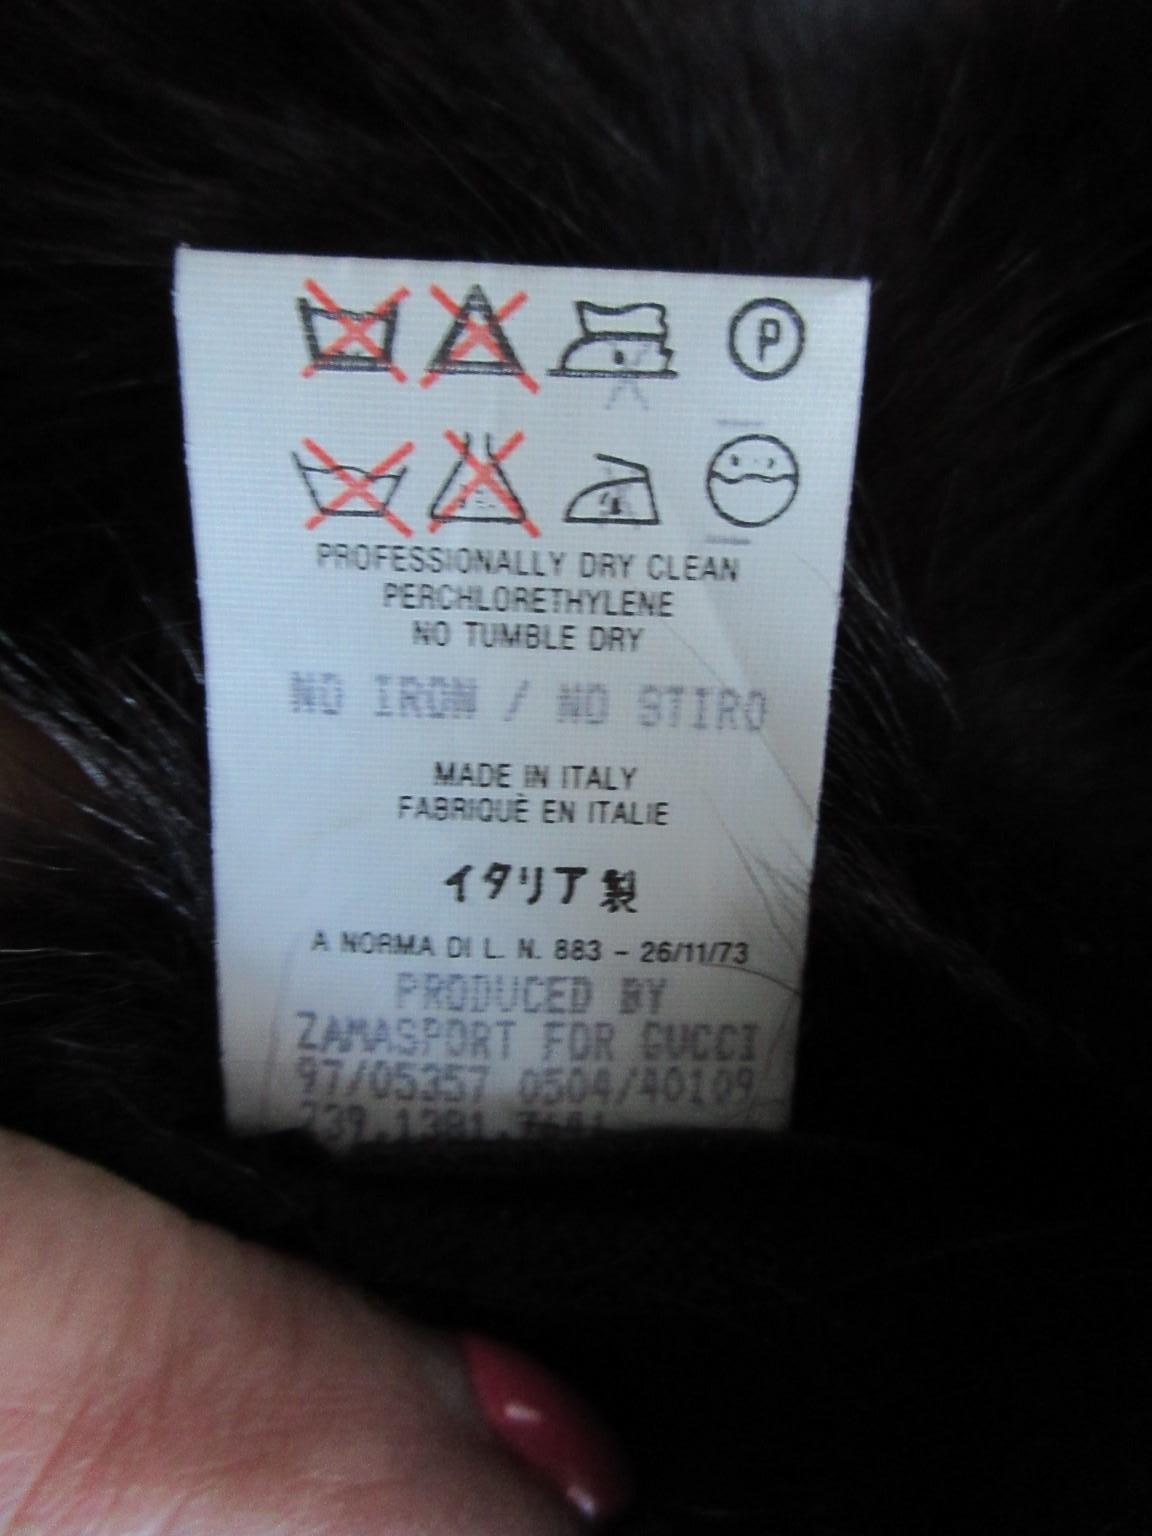 P
PROFESSIONALLY DRY CLEAN
PERCHLORETHYLENE
NO TUMBLE DRY
NO IRON / NO STIRO
MADE IN ITALY
FABRIQUÈ EN ITALIE
イタリア製
A NORMA DI L. N. 883 - 26/11/73
PRODUCED BY
ZAMASPORT FOR GUCCI
97/05357 0504/40109